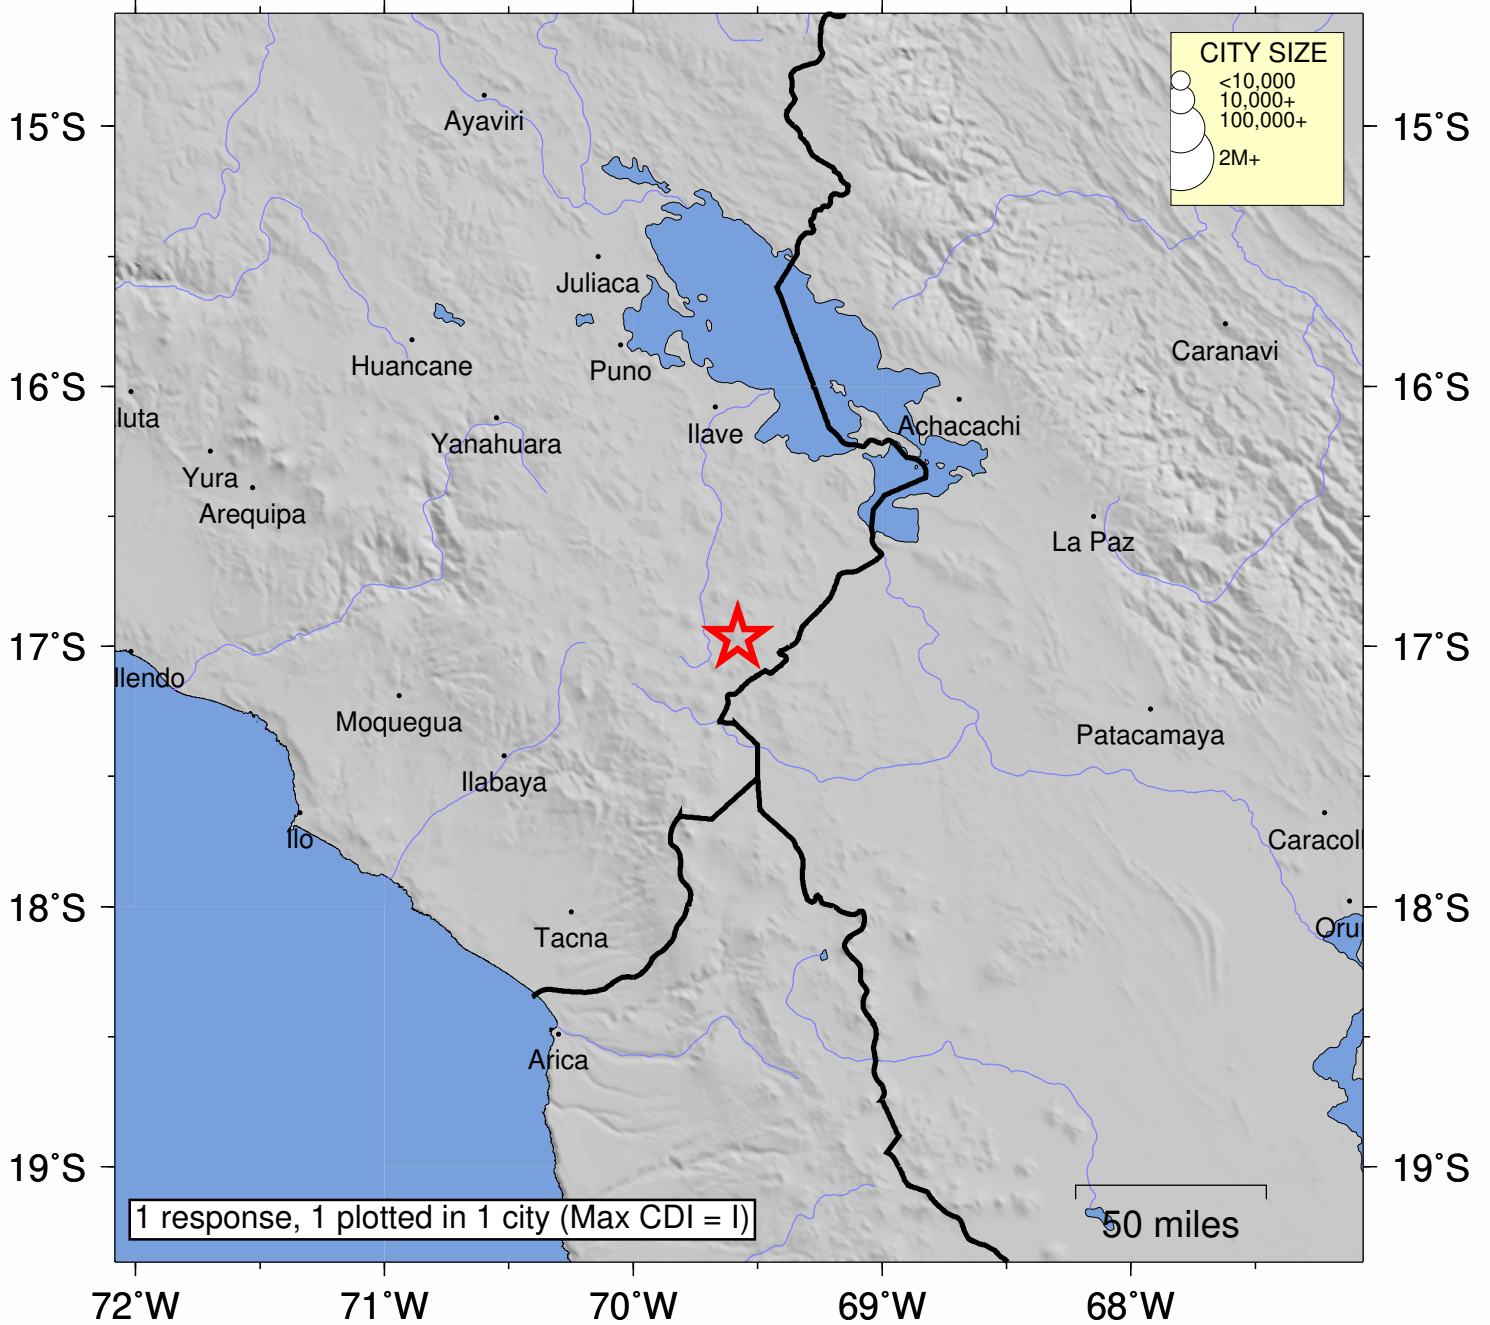 CITY SIZE
<10,000
10,000+
100,000+
2M+
15°S
15°S
Ayaviri
Juliaca
Huancane
Puno
Caranavi
16°S
16°S
luta
Yanahuara
Ilave
Achacachi
Yura
Arequipa
La Paz
17°S
17°S
llendo
Moquegua
Patacamaya
Ilabaya
Ilo
Caracoll
18°S
18°S
Tacna
Oru
Arica
19°S
19°S
1 response, 1 plotted in 1 city (Max CDI = I)
50 miles
72°W
71°W
70°W
69°W
68°W